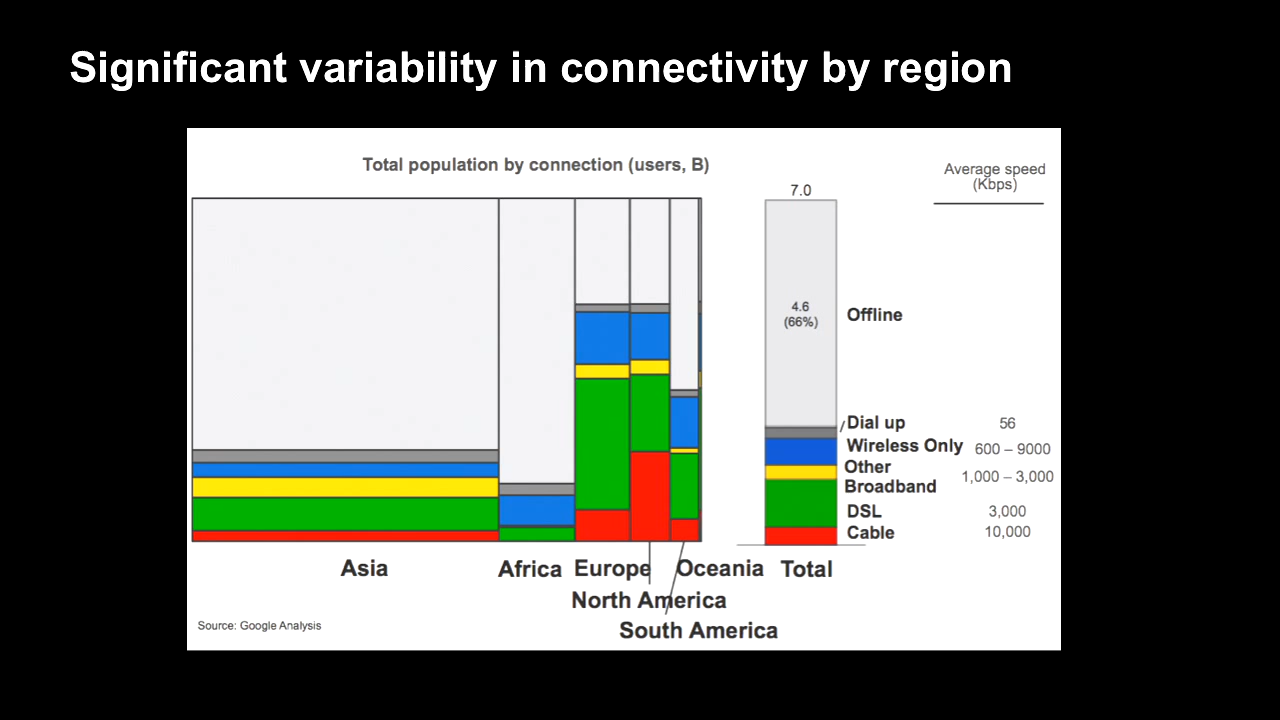 Significant variability in connectivity by region
Total population by connection (users, B)
Average speed
(Kbps)
7.0
4.6
(66%)
Offline
Dial up
56
Wireless Only
600 – 9000
Other
Broadband
1,000 – 3,000
DSL
3,000
Cable
10,000
Asia
Africa
Europe
Oceania
Total
North America
South America
Source: Google Analysis